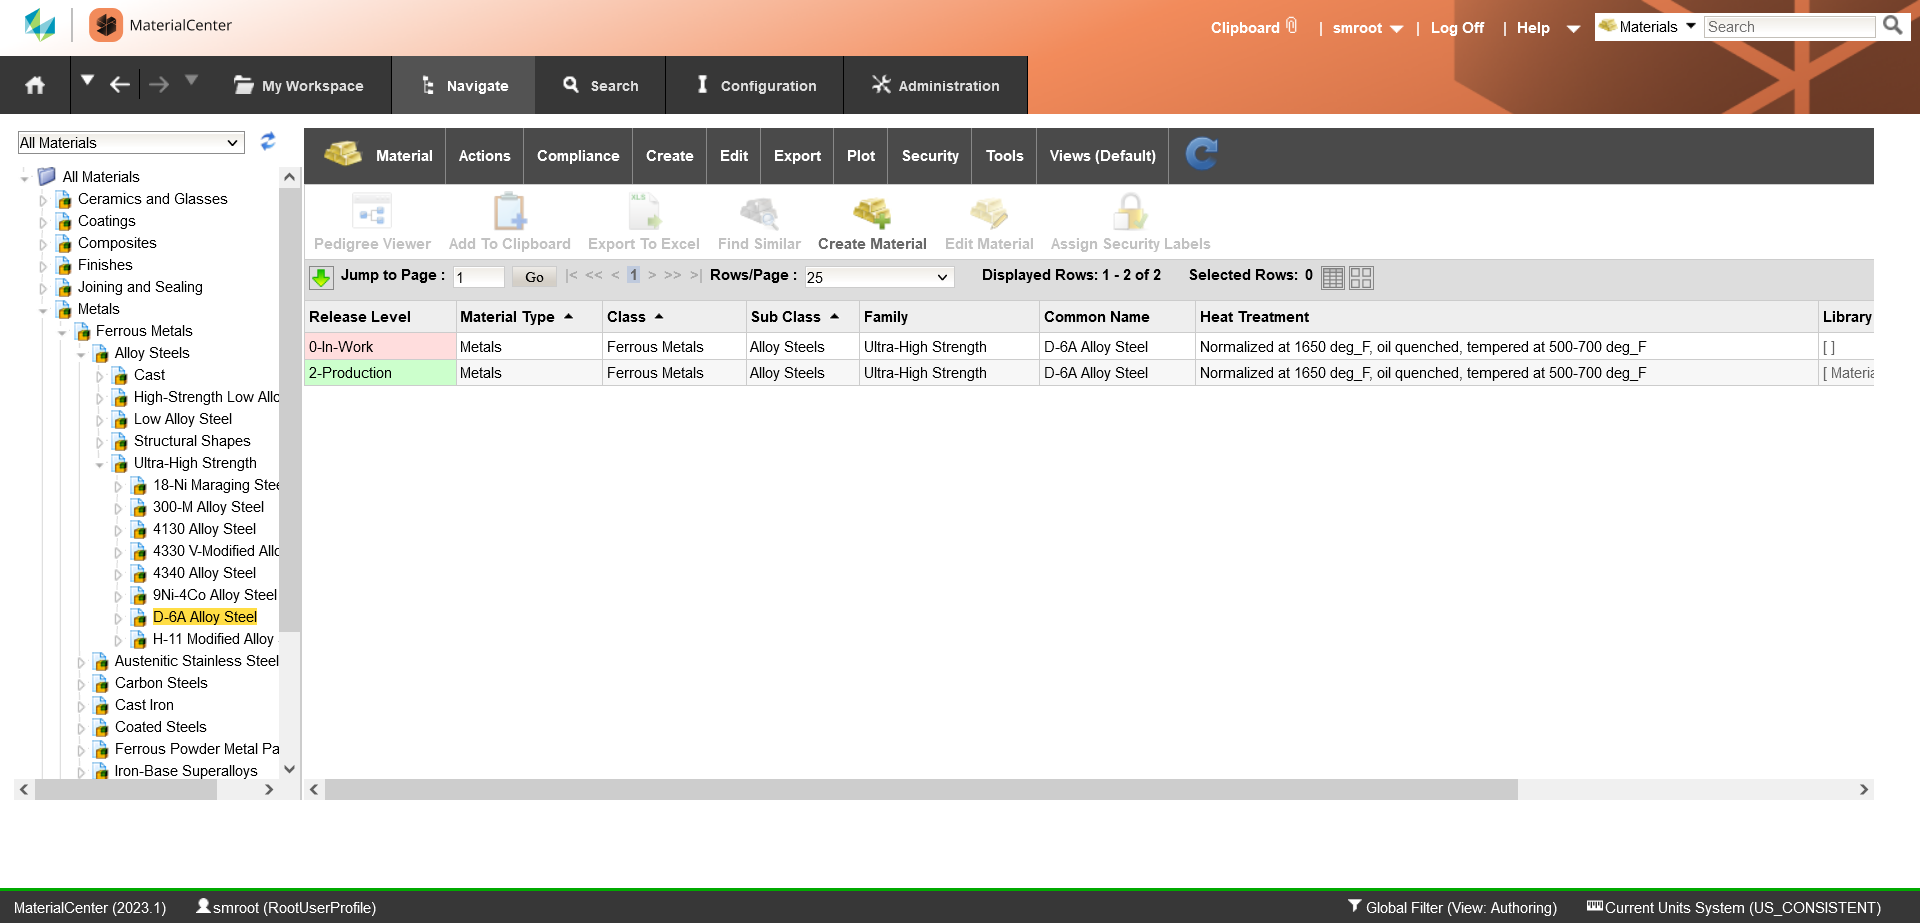 MaterialCenter
Clipboard | smroot | Log Off | Help Materials Search
My Workspace Navigate Search Configuration Administration
All Materials
Material Actions Compliance Create Edit Export Plot Security Tools Views (Default)
Pedigree Viewer Add To Clipboard Export To Excel Find Similar Create Material Edit Material Assign Security Labels
Jump to Page : 1 Go |< << < 1 > >> >| Rows/Page : 25 Displayed Rows: 1 - 2 of 2 Selected Rows: 0
Release Level Material Type Class Sub Class Family Common Name Heat Treatment Library
0-In-Work Metals Ferrous Metals Alloy Steels Ultra-High Strength D-6A Alloy Steel Normalized at 1650 deg_F, oil quenched, tempered at 500-700 deg_F [ ]
2-Production Metals Ferrous Metals Alloy Steels Ultra-High Strength D-6A Alloy Steel Normalized at 1650 deg_F, oil quenched, tempered at 500-700 deg_F [ Materia
All Materials
Ceramics and Glasses
Coatings
Composites
Finishes
Joining and Sealing
Metals
Ferrous Metals
Alloy Steels
Cast
High-Strength Low Allo
Low Alloy Steel
Structural Shapes
Ultra-High Strength
18-Ni Maraging Stee
300-M Alloy Steel
4130 Alloy Steel
4330 V-Modified Allo
4340 Alloy Steel
9Ni-4Co Alloy Steel
D-6A Alloy Steel
H-11 Modified Alloy
Austenitic Stainless Steel
Carbon Steels
Cast Iron
Coated Steels
Ferrous Powder Metal Pa
Iron-Base Superalloys
MaterialCenter (2023.1) smroot (RootUserProfile) Global Filter (View: Authoring) Current Units System (US_CONSISTENT)